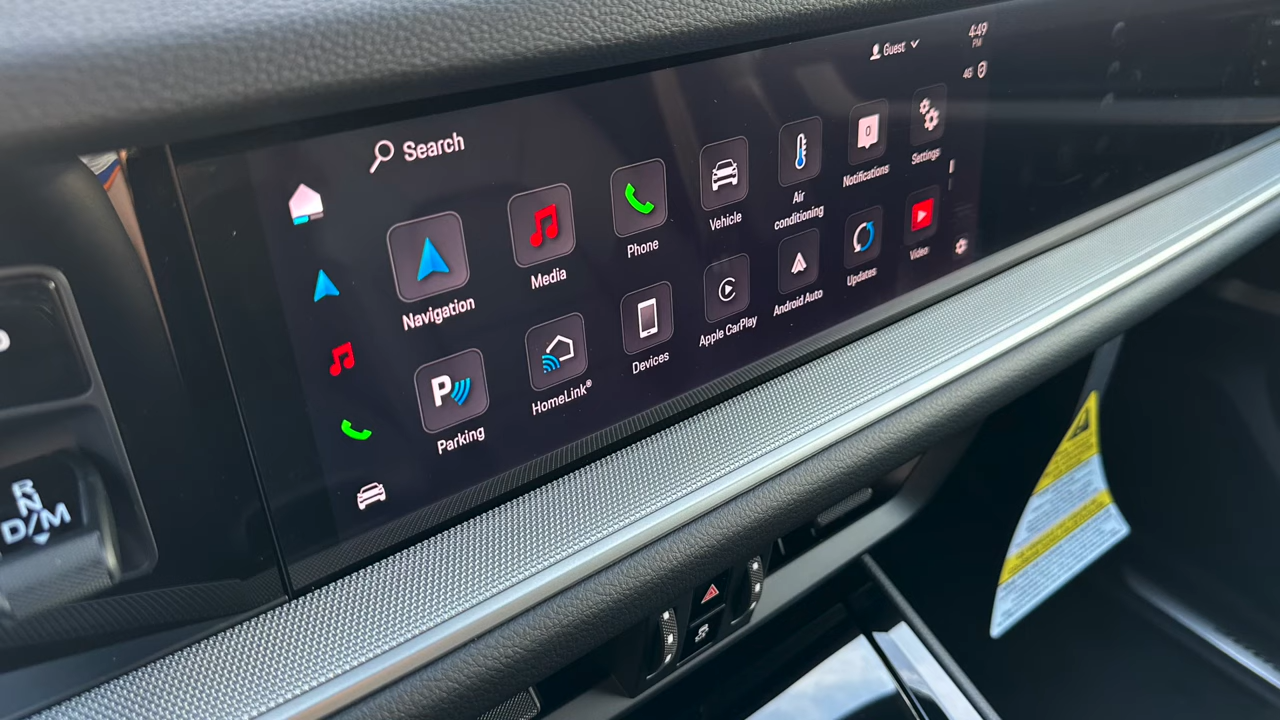 Guest
4:49
PM
4G
Search
Navigation
Media
Phone
Vehicle
Air
conditioning
0
Notifications
Settings
P
Parking
HomeLink®
Devices
Apple CarPlay
Android Auto
Updates
Video
R
N
D/M